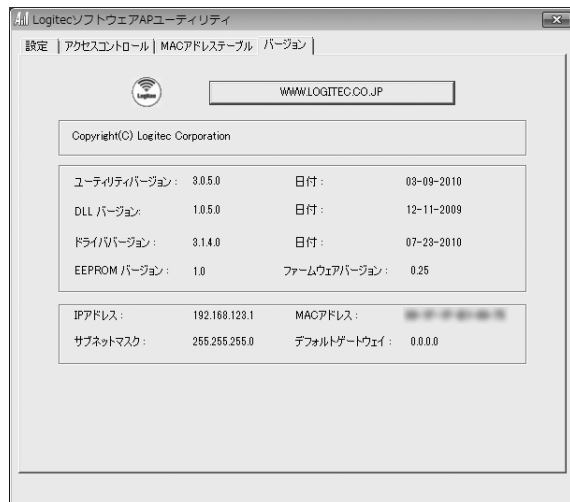 LogitecソフトウェアAPユーティリティ
設定 アクセスコントロール MACアドレステーブル バージョン
Logitec WWW.LOGITEC.CO.JP
Copyright(C) Logitec Corporation
ユーティリティバージョン : 3.0.5.0 日付 : 03-09-2010
DLL バージョン: 1.0.5.0 日付 : 12-11-2009
ドライババージョン : 3.1.4.0 日付 : 07-23-2010
EEPROM バージョン : 1.0 ファームウェアバージョン : 0.25
IPアドレス : 192.168.123.1 MACアドレス :
サブネットマスク : 255.255.255.0 デフォルトゲートウェイ : 0.0.0.0